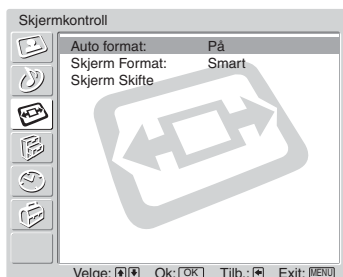 Skjermkontroll
Auto format: På
Skjerm Format: Smart
Skjerm Skifte
Velge: Ok: OK Tilb.: Exit: MENU